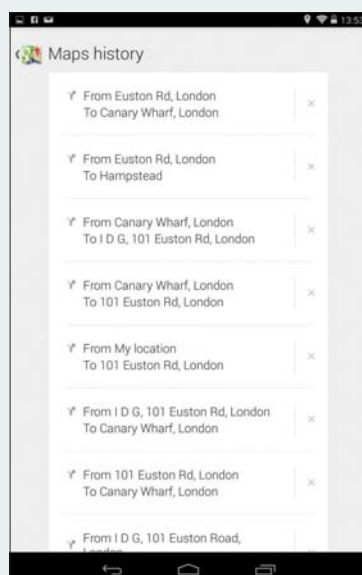 13:53
Maps history
From Euston Rd, London
To Canary Wharf, London
From Euston Rd, London
To Hampstead
From Canary Wharf, London
To I D G, 101 Euston Rd, London
From Canary Wharf, London
To 101 Euston Rd, London
From My location
To 101 Euston Rd, London
From I D G, 101 Euston Rd, London
To Canary Wharf, London
From 101 Euston Rd, London
To Canary Wharf, London
From I D G, 101 Euston Road,
London